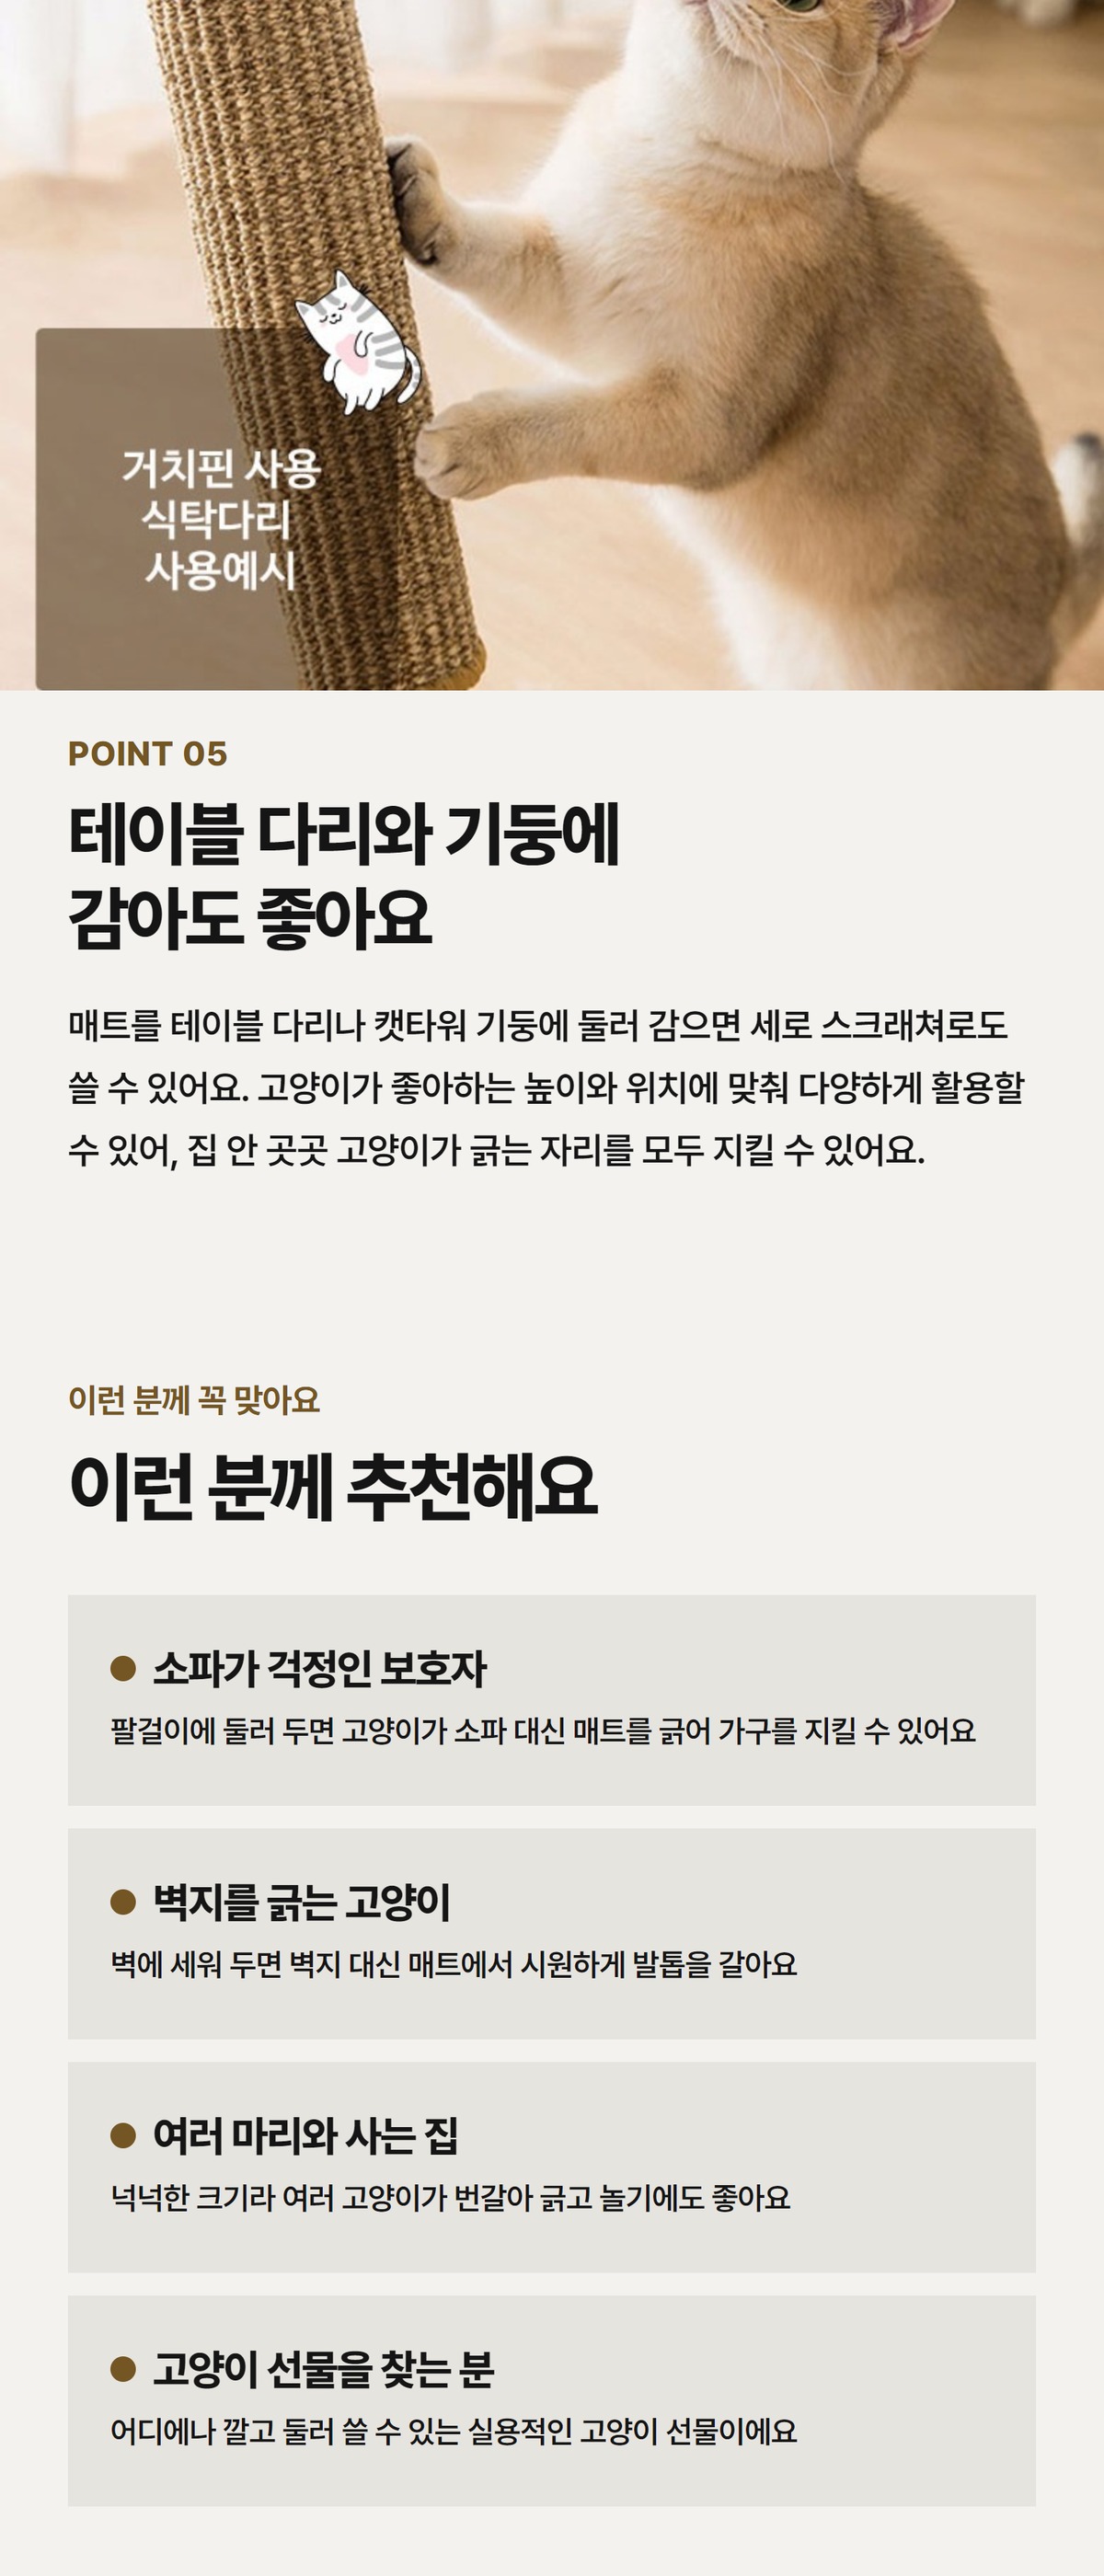 거치핀 사용
식탁다리
사용예시
POINT 05
테이블 다리와 기둥에
감아도 좋아요
매트를 테이블 다리나 캣타워 기둥에 둘러 감으면 세로 스크래쳐로도
쓸 수 있어요. 고양이가 좋아하는 높이와 위치에 맞춰 다양하게 활용할
수 있어, 집 안 곳곳 고양이가 긁는 자리를 모두 지킬 수 있어요.
이런 분께 꼭 맞아요
이런 분께 추천해요
소파가 걱정인 보호자
팔걸이에 둘러 두면 고양이가 소파 대신 매트를 긁어 가구를 지킬 수 있어요
벽지를 긁는 고양이
벽에 세워 두면 벽지 대신 매트에서 시원하게 발톱을 갈아요
여러 마리와 사는 집
넉넉한 크기라 여러 고양이가 번갈아 긁고 놀기에도 좋아요
고양이 선물을 찾는 분
어디에나 깔고 둘러 쓸 수 있는 실용적인 고양이 선물이에요